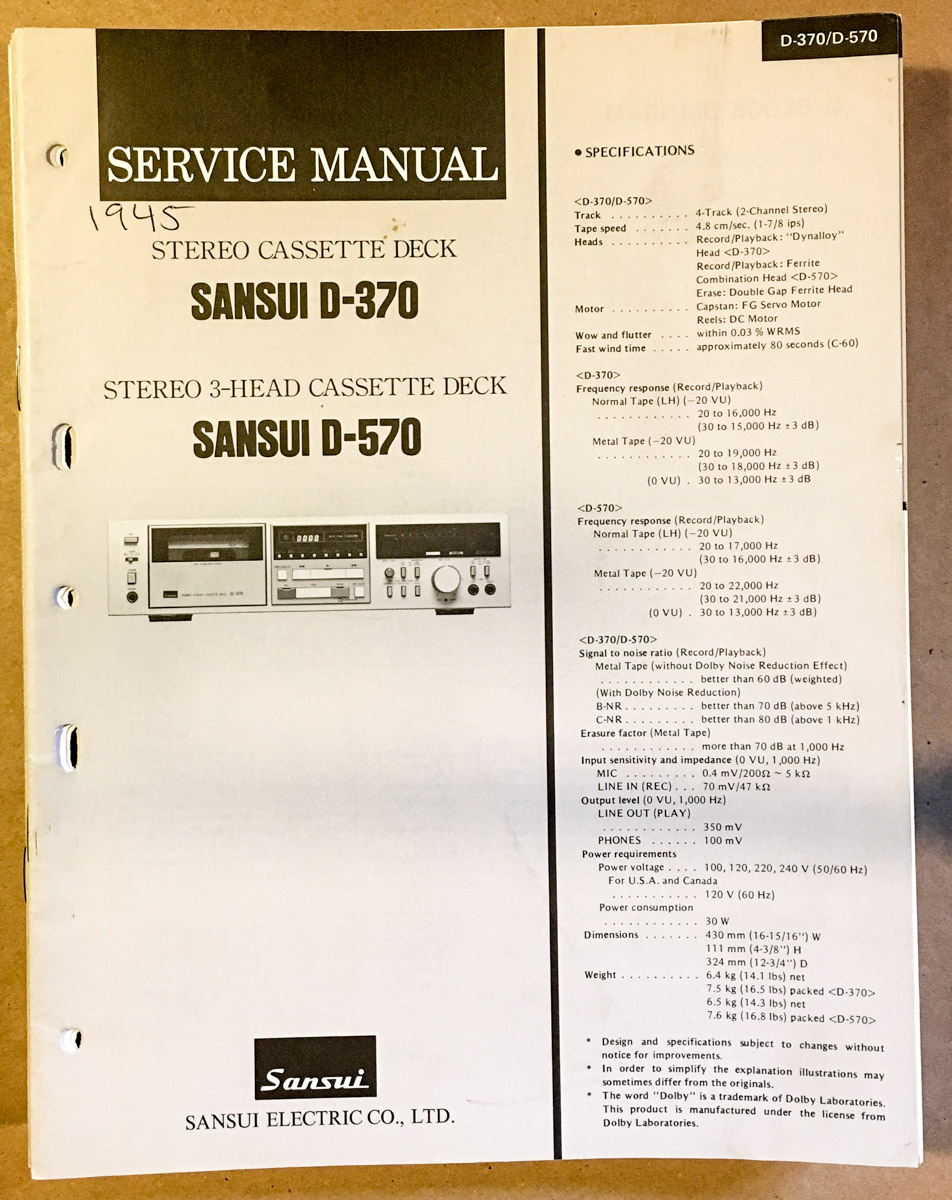 D-370/D-570
SERVICE MANUAL
1945
STEREO CASSETTE DECK
SANSUI D-370
STEREO 3-HEAD CASSETTE DECK
SANSUI D-570
Sansui
SANSUI ELECTRIC CO., LTD.
• SPECIFICATIONS
<D-370/D-570>
Track . . . . . . . . . . 4-Track (2-Channel Stereo)
Tape speed . . . . . . . 4.8 cm/sec. (1-7/8 ips)
Heads . . . . . . . . . . Record/Playback: "Dynalloy"
Head <D-370>
Record/Playback: Ferrite
Combination Head <D-570>
Erase: Double Gap Ferrite Head
Motor . . . . . . . . . . Capstan: FG Servo Motor
Reels: DC Motor
Wow and flutter . . . . within 0.03 % WRMS
Fast wind time . . . . . approximately 80 seconds (C-60)
<D-370>
Frequency response (Record/Playback)
Normal Tape (LH) (−20 VU)
. . . . . . . . . . . . 20 to 16,000 Hz
(30 to 15,000 Hz ±3 dB)
Metal Tape (−20 VU)
. . . . . . . . . . . . 20 to 19,000 Hz
(30 to 18,000 Hz ±3 dB)
(0 VU) . 30 to 13,000 Hz ±3 dB
<D-570>
Frequency response (Record/Playback)
Normal Tape (LH) (−20 VU)
. . . . . . . . . . . . 20 to 17,000 Hz
(30 to 16,000 Hz ±3 dB)
Metal Tape (−20 VU)
. . . . . . . . . . . . 20 to 22,000 Hz
(30 to 21,000 Hz ±3 dB)
(0 VU) . 30 to 13,000 Hz ±3 dB)
<D-370/D-570>
Signal to noise ratio (Record/Playback)
Metal Tape (without Dolby Noise Reduction Effect)
. . . . . . . . . . . . better than 60 dB (weighted)
(With Dolby Noise Reduction)
B-NR . . . . . . . . . better than 70 dB (above 5 kHz)
C-NR . . . . . . . . . better than 80 dB (above 1 kHz)
Erasure factor (Metal Tape)
. . . . . . . . . . . . more than 70 dB at 1,000 Hz
Input sensitivity and impedance (0 VU, 1,000 Hz)
MIC . . . . . . . . . 0.4 mV/200Ω ~ 5 kΩ
LINE IN (REC) . . . 70 mV/47 kΩ
Output level (0 VU, 1,000 Hz)
LINE OUT (PLAY)
. . . . . . . . . . . . 350 mV
PHONES . . . . . . 100 mV
Power requirements
Power voltage . . . . 100, 120, 220, 240 V (50/60 Hz)
For U.S.A. and Canada
. . . . . . . . . . . 120 V (60 Hz)
Power consumption
. . . . . . . . . . . . 30 W
Dimensions . . . . . . . 430 mm (16-15/16") W
111 mm (4-3/8") H
324 mm (12-3/4") D
Weight . . . . . . . . . . 6.4 kg (14.1 lbs) net
7.5 kg (16.5 lbs) packed <D-370>
6.5 kg (14.3 lbs) net
7.6 kg (16.8 lbs) packed <D-570>
* Design and specifications subject to changes without
notice for improvements.
* In order to simplify the explanation illustrations may
sometimes differ from the originals.
* The word "Dolby" is a trademark of Dolby Laboratories.
This product is manufactured under the license from
Dolby Laboratories.